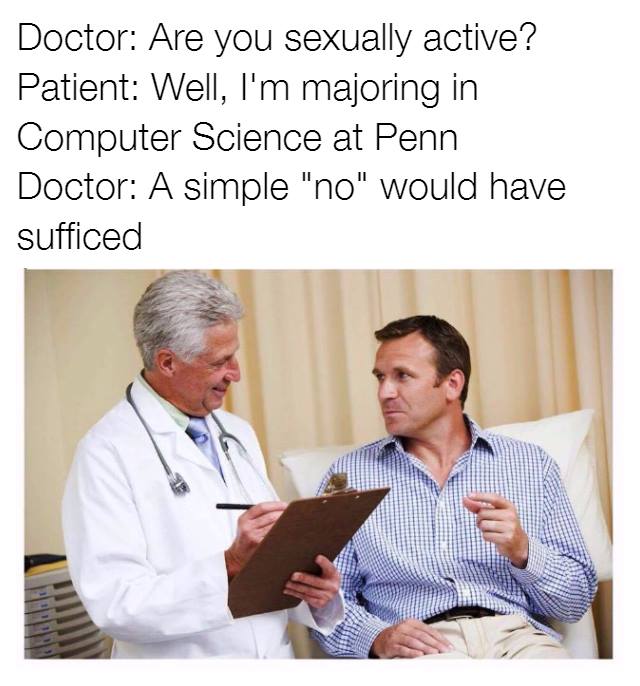 Doctor: Are you sexually active?
Patient: Well, I'm majoring in
Computer Science at Penn
Doctor: A simple "no" would have
sufficed